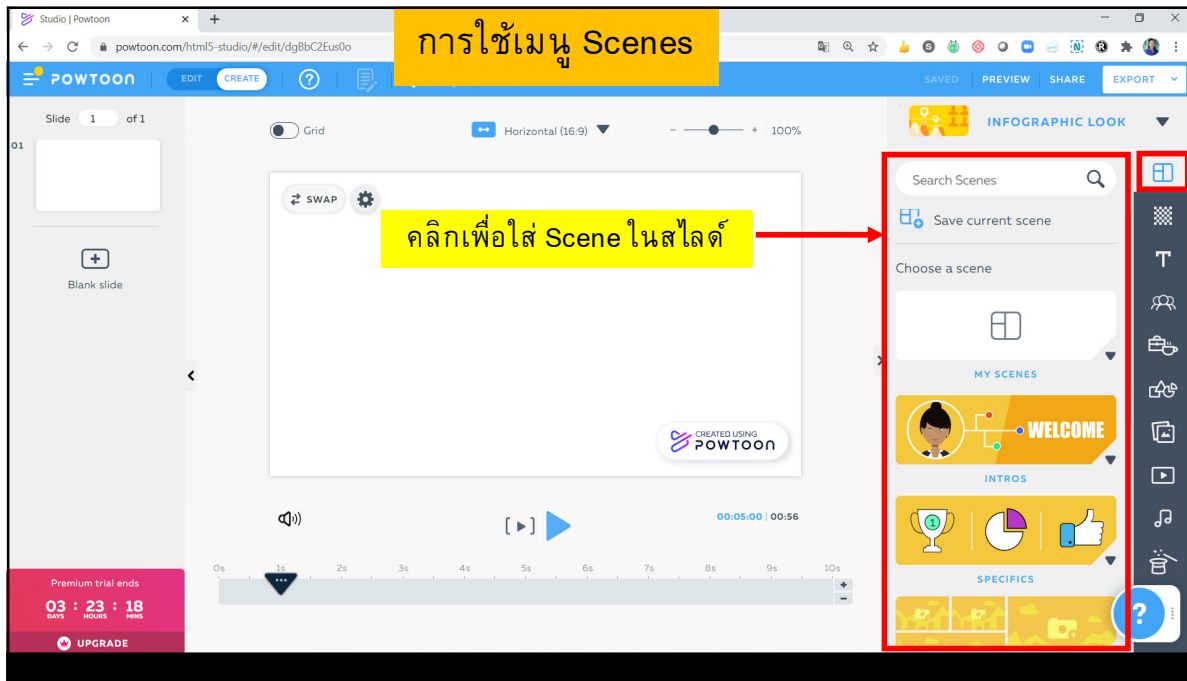 Studio | Powtoon
powtoon.com/html5-studio/#/edit/dgBbC2Eus0o
การใช้เมนู Scenes
POWTOON
EDIT CREATE
SAVED PREVIEW SHARE EXPORT
Slide 1 of 1
Grid
Horizontal (16:9)
- + 100%
INFOGRAPHIC LOOK
01
SWAP
คลิกเพื่อใส่ Scene ในสไลด์
Blank slide
Search Scenes
Save current scene
Choose a scene
MY SCENES
WELCOME
INTROS
CREATED USING
POWTOON
00:05:00 | 00:56
1
SPECIFICS
0s 1s 2s 3s 4s 5s 6s 7s 8s 9s 10s
+
-
Premium trial ends
03 : 23 : 18
DAYS HOURS MINS
UPGRADE
?